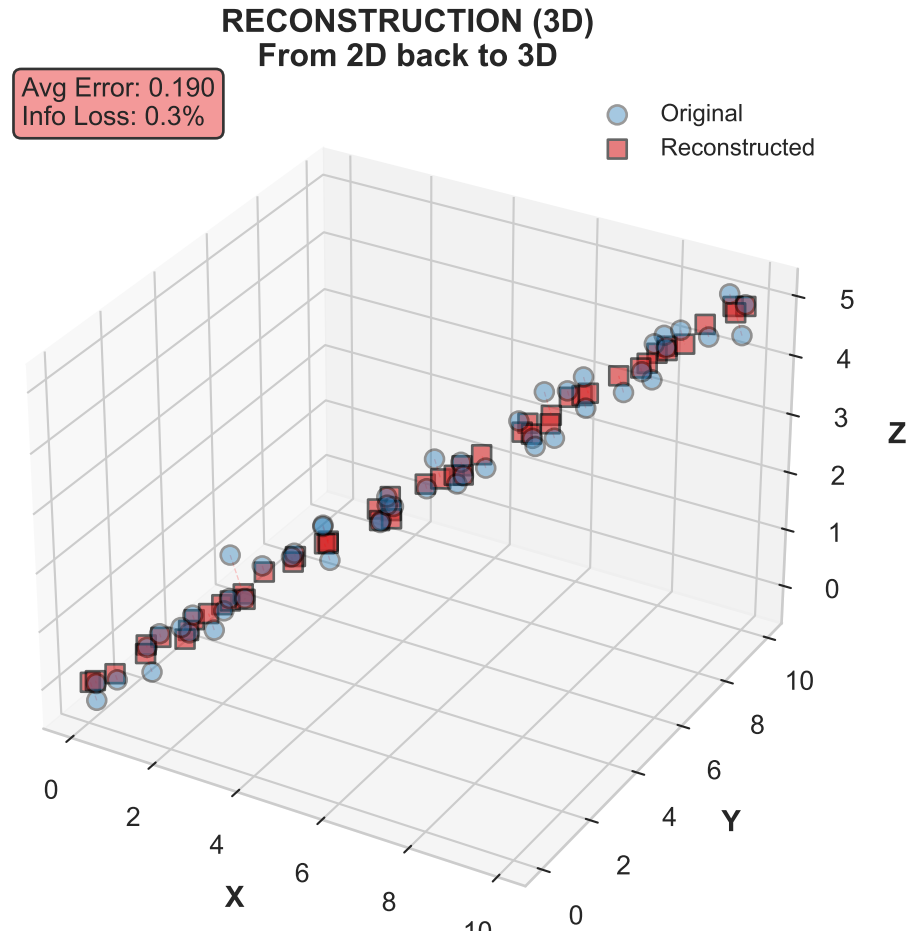 RECONSTRUCTION (3D)
From 2D back to 3D
Avg Error: 0.190
Info Loss: 0.3%
Original
Reconstructed
5
4
3
2
1
0
Z
10
8
6
4
2
0
Y
0
2
4
6
8
10
X